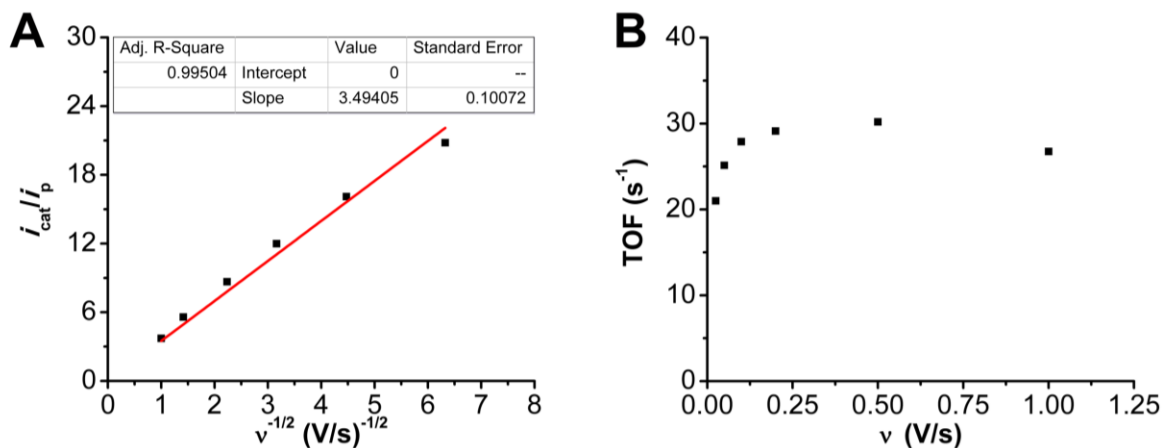 A
30
24
18
12
6
0
i_cat/i_p
Adj. R-Square Value Standard Error
0.99504 Intercept 0 --
Slope 3.49405 0.10072
0 1 2 3 4 5 6 7 8
ν^-1/2 (V/s)^-1/2
B
40
30
20
10
0
TOF (s^-1)
0.00 0.25 0.50 0.75 1.00 1.25
ν (V/s)